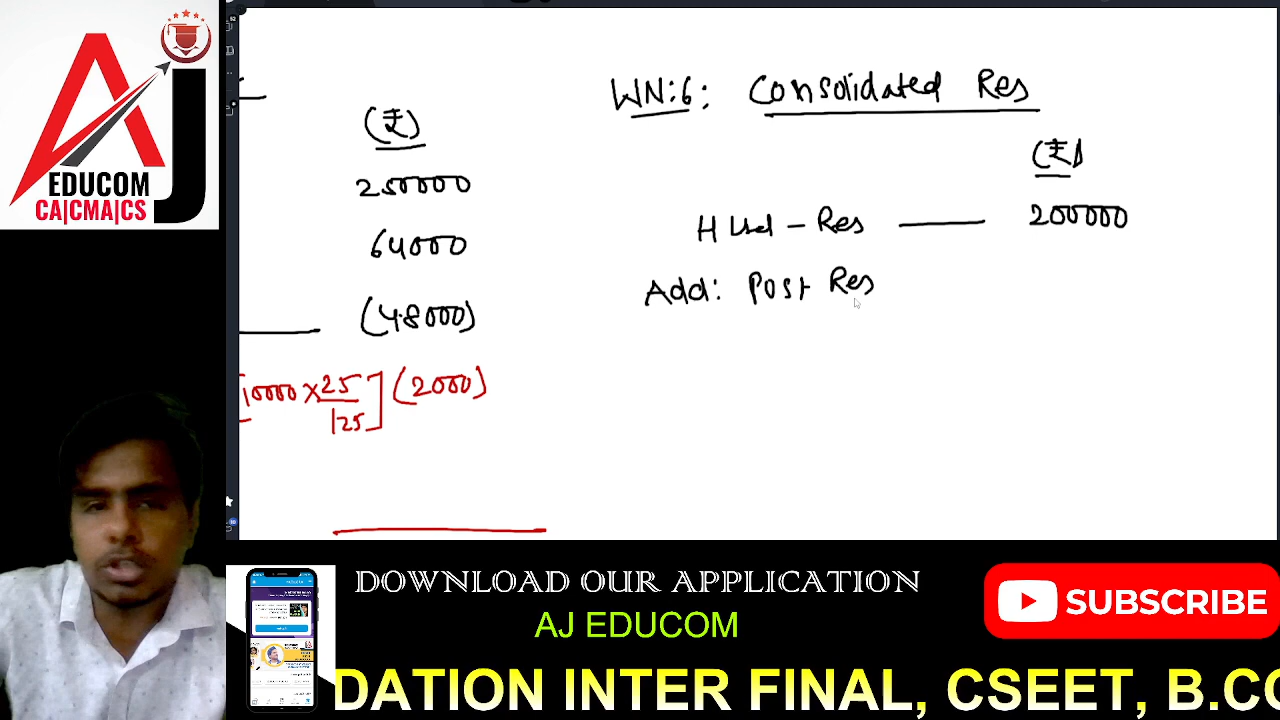 AJ
EDUCOM
CA|CMA|CS
(₹)
250000
64000
(48000)
10000 × 25/125] (2000)
WN:6: Consolidated Res
(₹)
H Ltd - Res 200000
Add: Post Res
DOWNLOAD OUR APPLICATION
AJ EDUCOM
SUBSCRIBE
DATION INTER FINAL, CSEET, B.CO